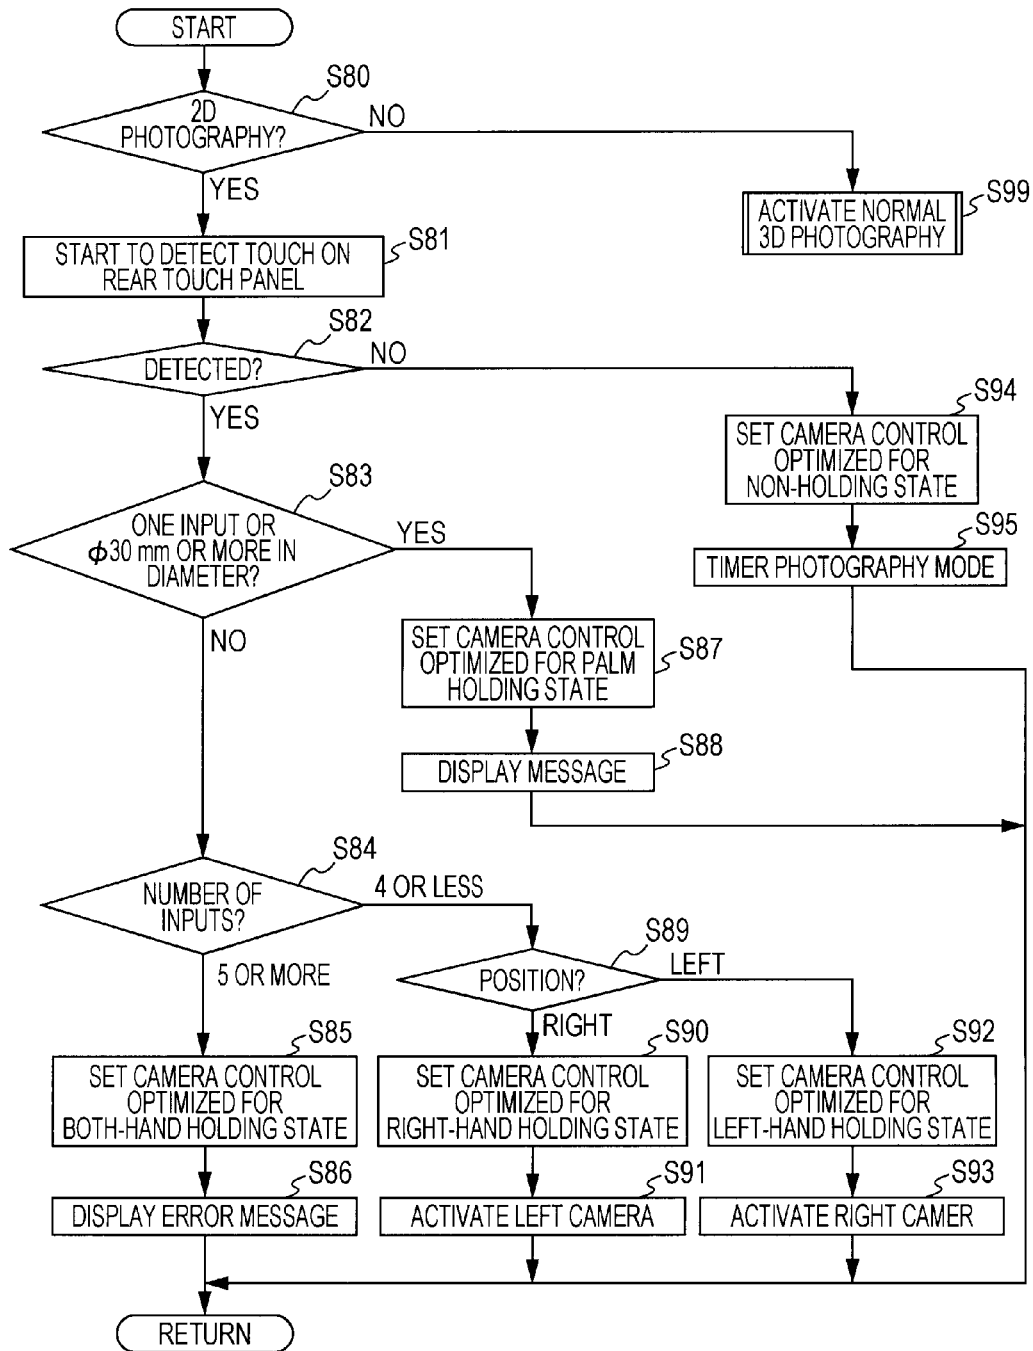 START
S80
2D
PHOTOGRAPHY?
NO
YES
S99
ACTIVATE NORMAL
3D PHOTOGRAPHY
S81
START TO DETECT TOUCH ON
REAR TOUCH PANEL
S82
DETECTED?
NO
YES
S94
SET CAMERA CONTROL
OPTIMIZED FOR
NON-HOLDING STATE
S83
ONE INPUT OR
ϕ30 mm OR MORE IN
DIAMETER?
YES
NO
S95
TIMER PHOTOGRAPHY MODE
SET CAMERA CONTROL
OPTIMIZED FOR PALM
HOLDING STATE
S87
S88
DISPLAY MESSAGE
S84
NUMBER OF
INPUTS?
4 OR LESS
5 OR MORE
S89
POSITION?
LEFT
RIGHT
S85
SET CAMERA CONTROL
OPTIMIZED FOR
BOTH-HAND HOLDING STATE
S90
SET CAMERA CONTROL
OPTIMIZED FOR
RIGHT-HAND HOLDING STATE
S92
SET CAMERA CONTROL
OPTIMIZED FOR
LEFT-HAND HOLDING STATE
S86
DISPLAY ERROR MESSAGE
S91
ACTIVATE LEFT CAMERA
S93
ACTIVATE RIGHT CAMER
RETURN